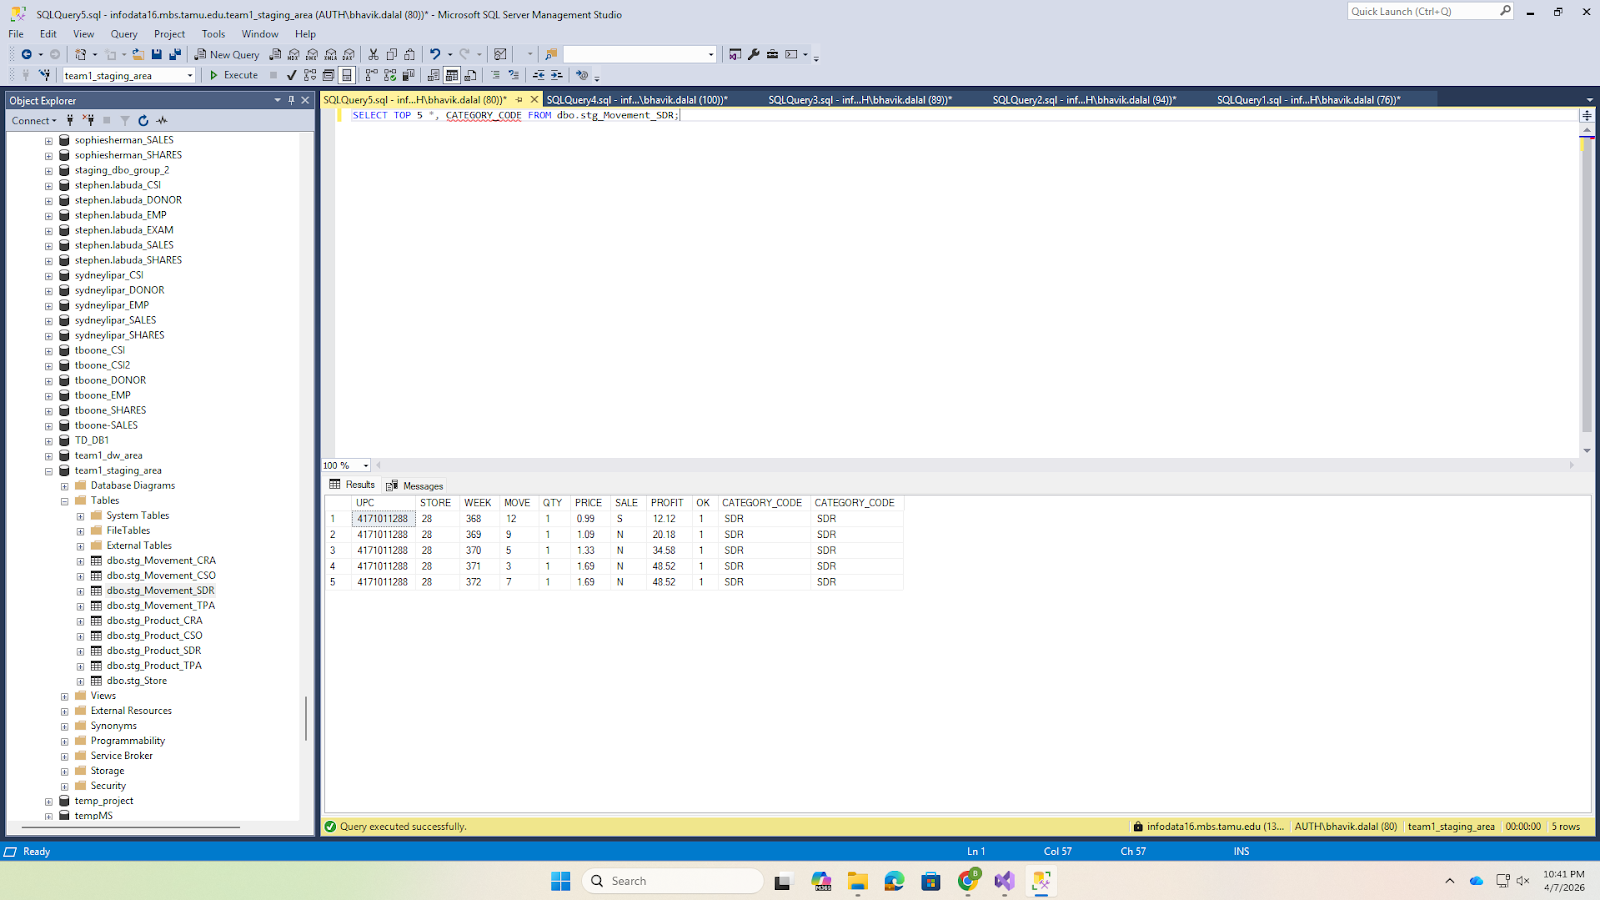 SQLQuery5.sql - infodata16.mbs.tamu.edu.team1_staging_area (AUTH\bhavik.dalal (80))* - Microsoft SQL Server Management Studio
Quick Launch (Ctrl+Q)
File Edit View Query Project Tools Window Help
New Query
team1_staging_area Execute
Object Explorer
SQLQuery5.sql - inf...H\bhavik.dalal (80))* SQLQuery4.sql - inf...\bhavik.dalal (100))* SQLQuery3.sql - inf...H\bhavik.dalal (89))* SQLQuery2.sql - inf...H\bhavik.dalal (94))* SQLQuery1.sql - inf...H\bhavik.dalal (76))*
Connect
SELECT TOP 5 *, CATEGORY_CODE FROM dbo.stg_Movement_SDR;
sophiesherman_SALES
sophiesherman_SHARES
staging_dbo_group_2
stephen.labuda_CSI
stephen.labuda_DONOR
stephen.labuda_EMP
stephen.labuda_EXAM
stephen.labuda_SALES
stephen.labuda_SHARES
sydneylipar_CSI
sydneylipar_DONOR
sydneylipar_EMP
sydneylipar_SALES
sydneylipar_SHARES
tboone_CSI
tboone_CSI2
tboone_DONOR
tboone_EMP
tboone_SHARES
tboone-SALES
TD_DB1
team1_dw_area
team1_staging_area
Database Diagrams
Tables
System Tables
FileTables
External Tables
dbo.stg_Movement_CRA
dbo.stg_Movement_CSO
dbo.stg_Movement_SDR
dbo.stg_Movement_TPA
dbo.stg_Product_CRA
dbo.stg_Product_CSO
dbo.stg_Product_SDR
dbo.stg_Product_TPA
dbo.stg_Store
Views
External Resources
Synonyms
Programmability
Service Broker
Storage
Security
temp_project
tempMS
100 %
Results Messages
UPC STORE WEEK MOVE QTY PRICE SALE PROFIT OK CATEGORY_CODE CATEGORY_CODE
1 4171011288 28 368 12 1 0.99 S 12.12 1 SDR SDR
2 4171011288 28 369 9 1 1.09 N 20.18 1 SDR SDR
3 4171011288 28 370 5 1 1.33 N 34.58 1 SDR SDR
4 4171011288 28 371 3 1 1.69 N 48.52 1 SDR SDR
5 4171011288 28 372 7 1 1.69 N 48.52 1 SDR SDR
Query executed successfully. infodata16.mbs.tamu.edu (13... AUTH\bhavik.dalal (80) team1_staging_area 00:00:00 5 rows
Ready Ln 1 Col 57 Ch 57 INS
Search
10:41 PM
4/7/2026